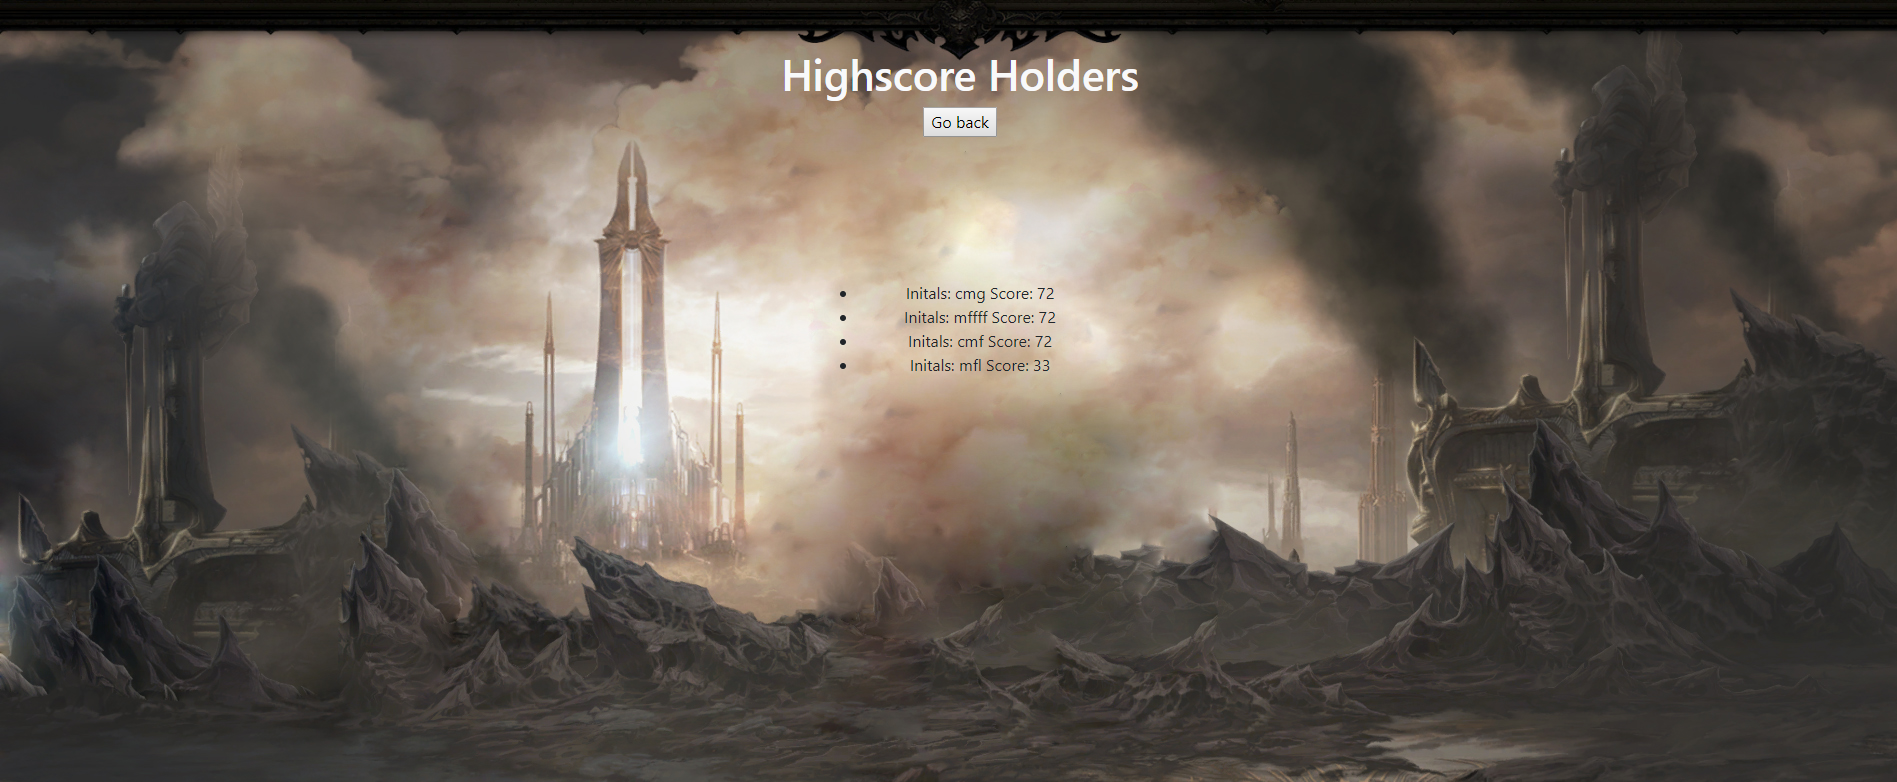 Highscore Holders
Go back
Initals: cmg Score: 72
Initals: mffff Score: 72
Initals: cmf Score: 72
Initals: mfl Score: 33